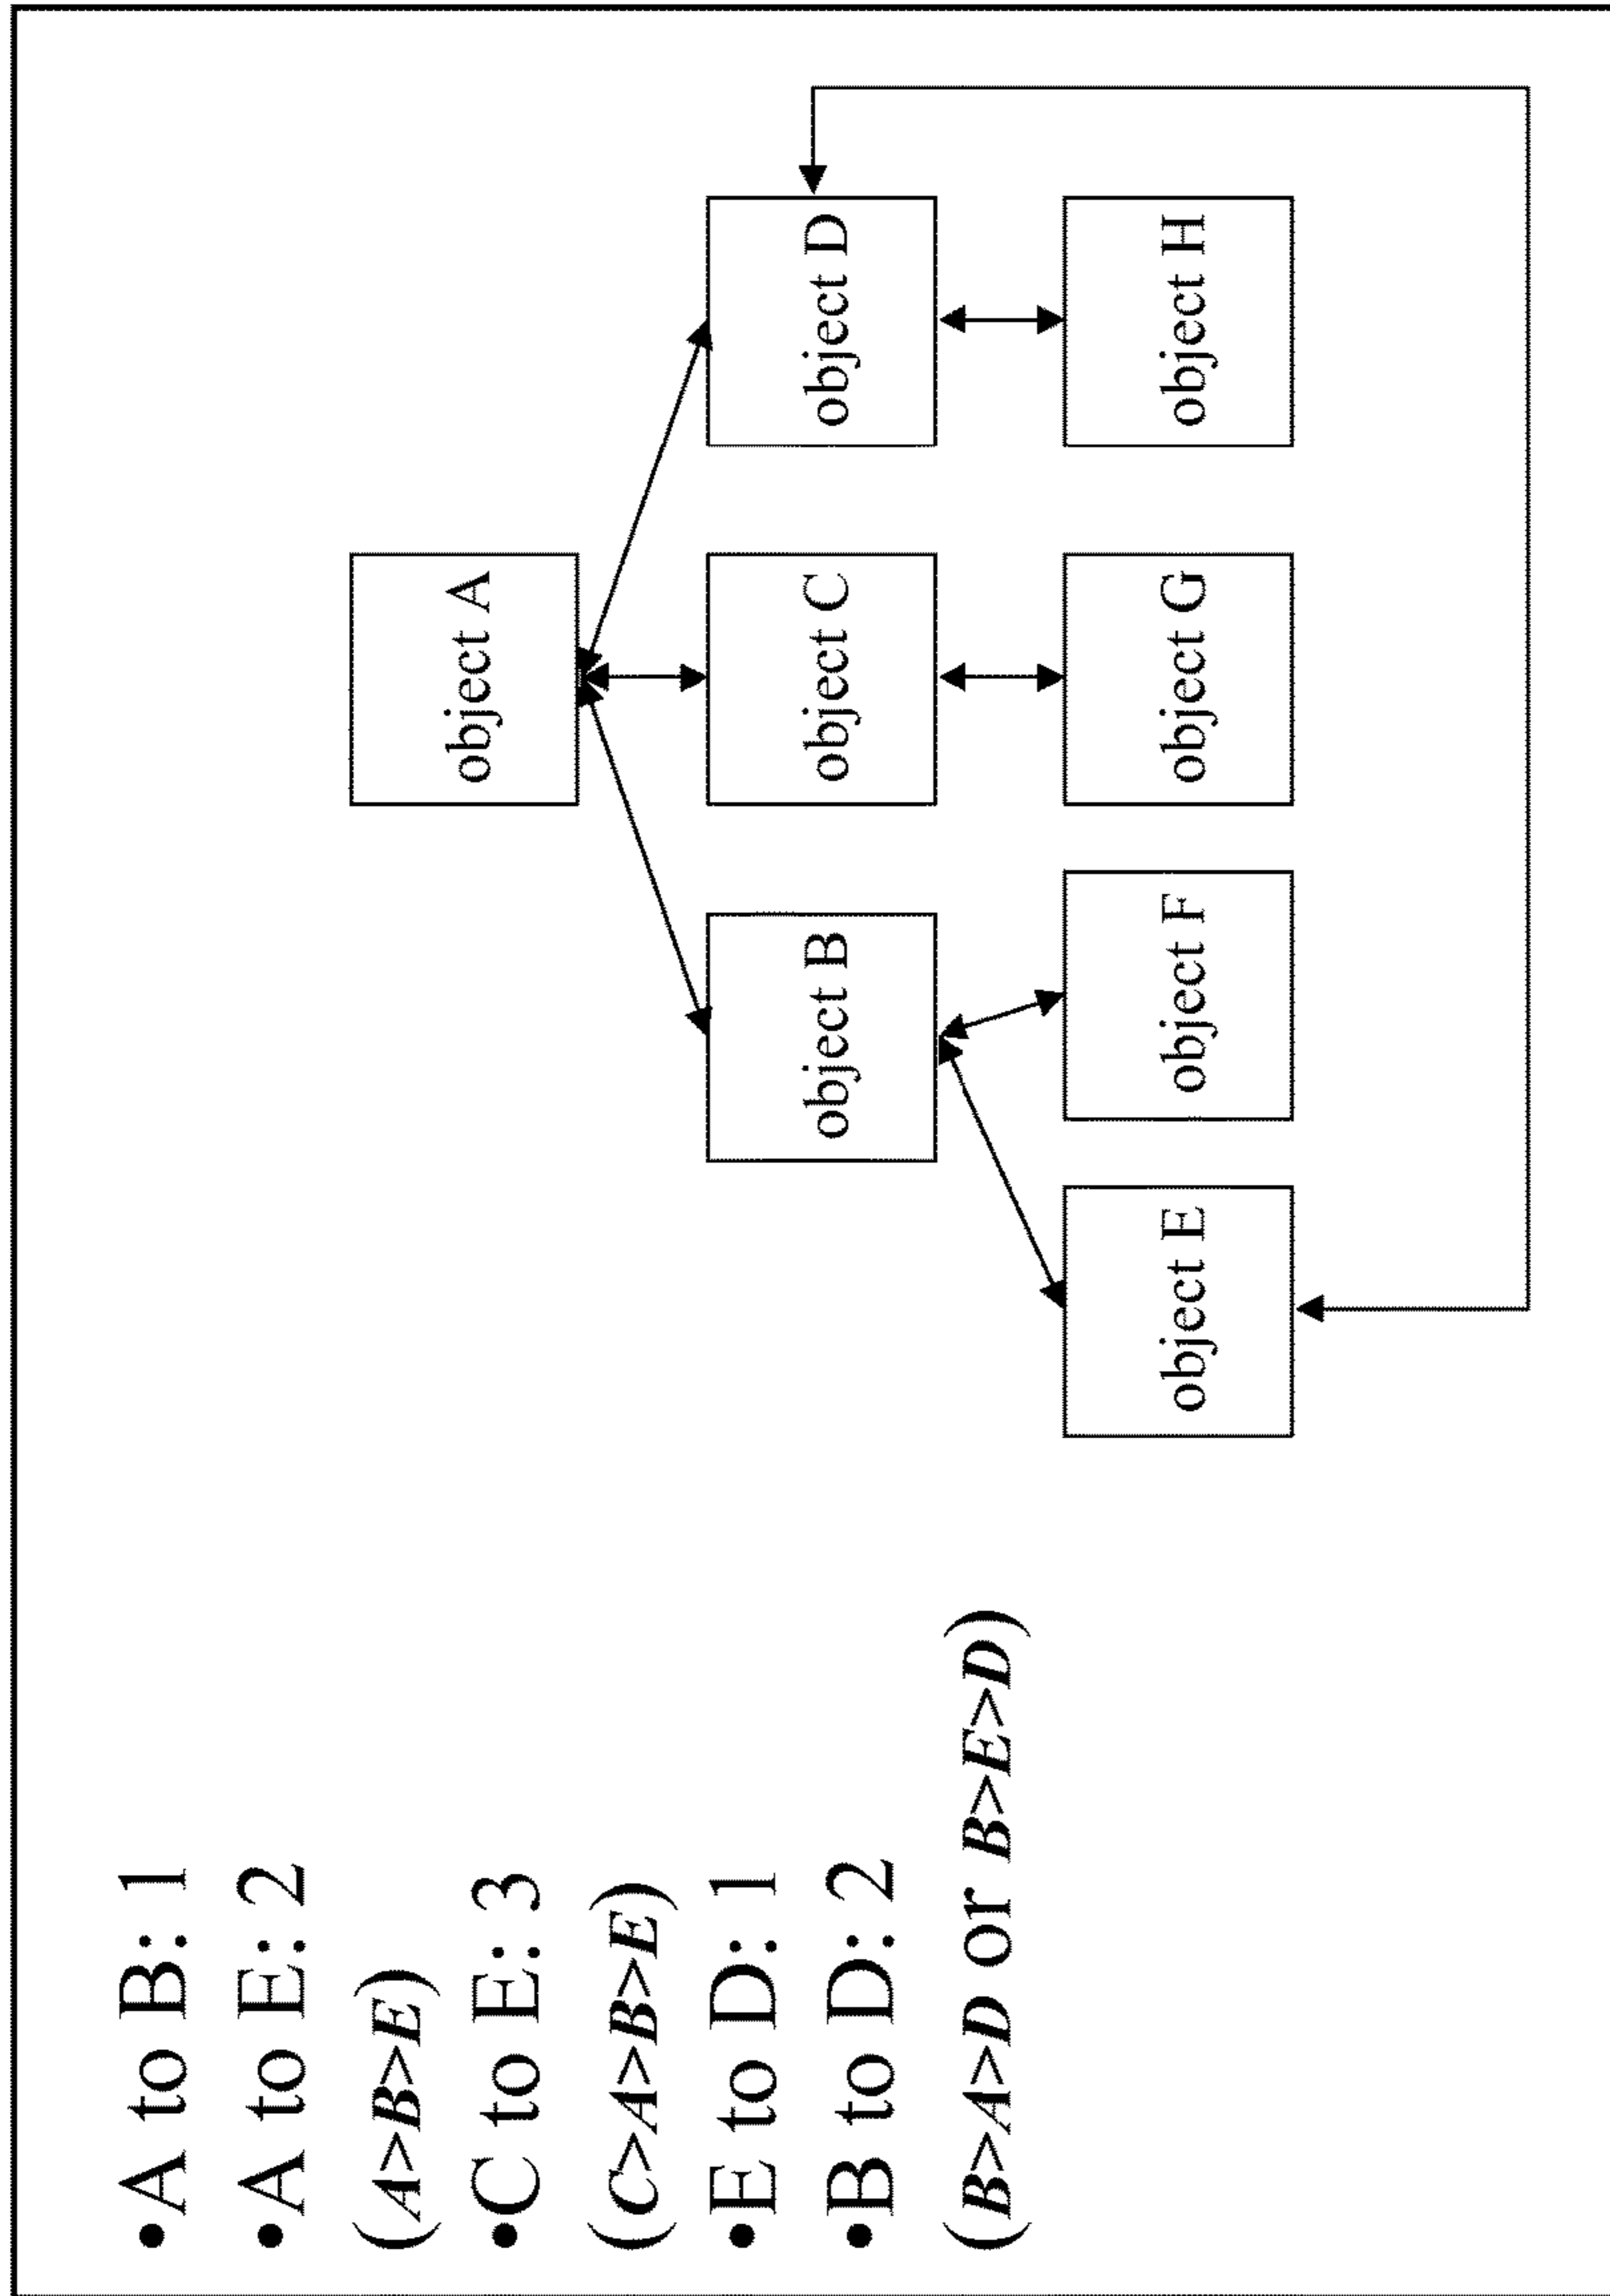 •A to B: 1
•A to E: 2
(A>B>E)
•C to E: 3
(C>A>B>E)
•E to D: 1
•B to D: 2
(B>A>D or B>E>D)
object A
object B
object C
object D
object E
object F
object G
object H